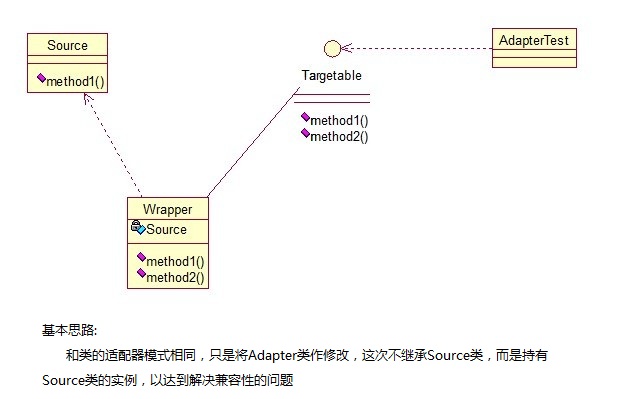 Source
method1()
Targetable
method1()
method2()
AdapterTest
Wrapper
Source
method1()
method2()
基本思路:
和类的适配器模式相同，只是将Adapter类作修改，这次不继承Source类，而是持有
Source类的实例，以达到解决兼容性的问题